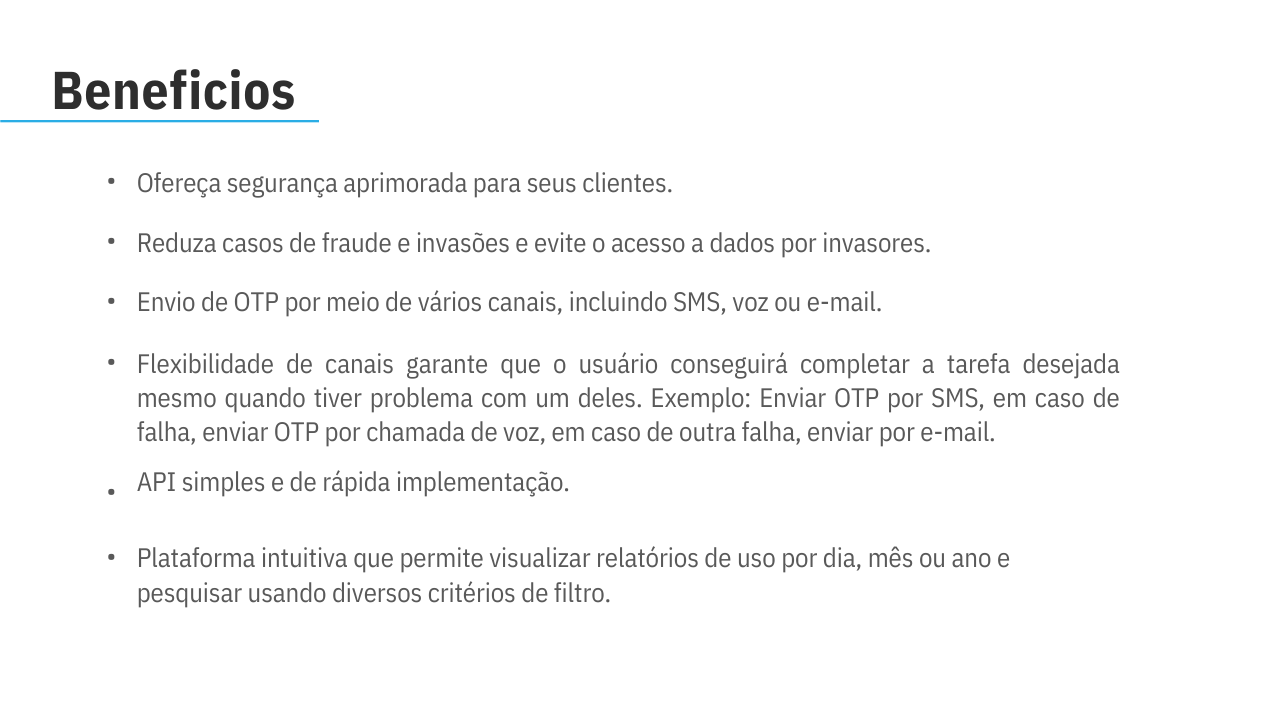 Beneficios
• Ofereça segurança aprimorada para seus clientes.
• Reduza casos de fraude e invasões e evite o acesso a dados por invasores.
• Envio de OTP por meio de vários canais, incluindo SMS, voz ou e-mail.
• Flexibilidade de canais garante que o usuário conseguirá completar a tarefa desejada
mesmo quando tiver problema com um deles. Exemplo: Enviar OTP por SMS, em caso de
falha, enviar OTP por chamada de voz, em caso de outra falha, enviar por e-mail.
• API simples e de rápida implementação.
• Plataforma intuitiva que permite visualizar relatórios de uso por dia, mês ou ano e
pesquisar usando diversos critérios de filtro.